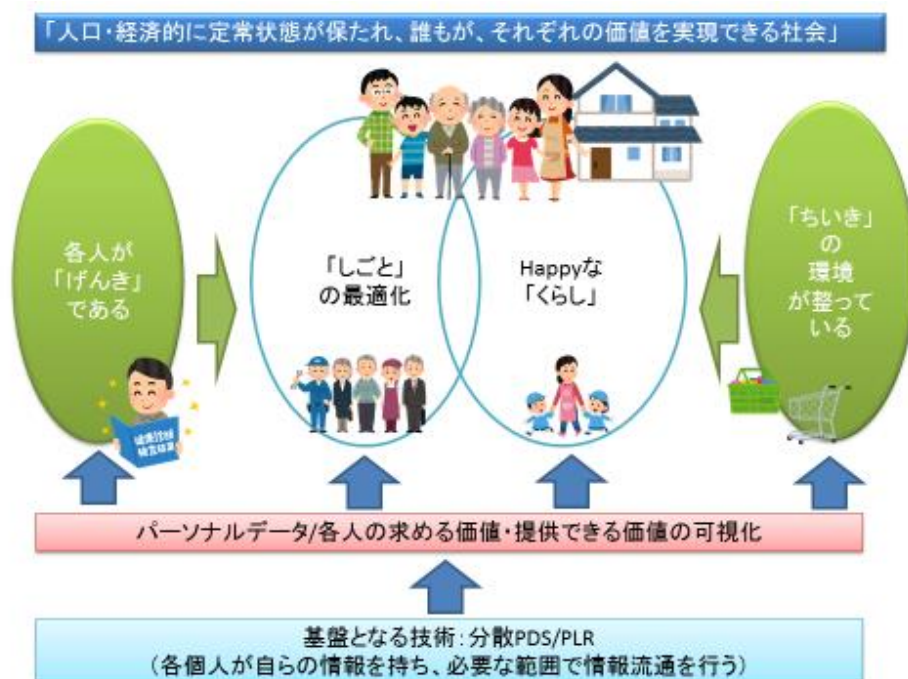 「人口・経済的に定常状態が保たれ、誰もが、それぞれの価値を実現できる社会」
各人が
「げんき」
である
「しごと」
の最適化
Happyな
「くらし」
「ちいき」
の
環境
が整って
いる
パーソナルデータ/各人の求める価値・提供できる価値の可視化
基盤となる技術：分散PDS/PLR
（各個人が自らの情報を持ち、必要な範囲で情報流通を行う）